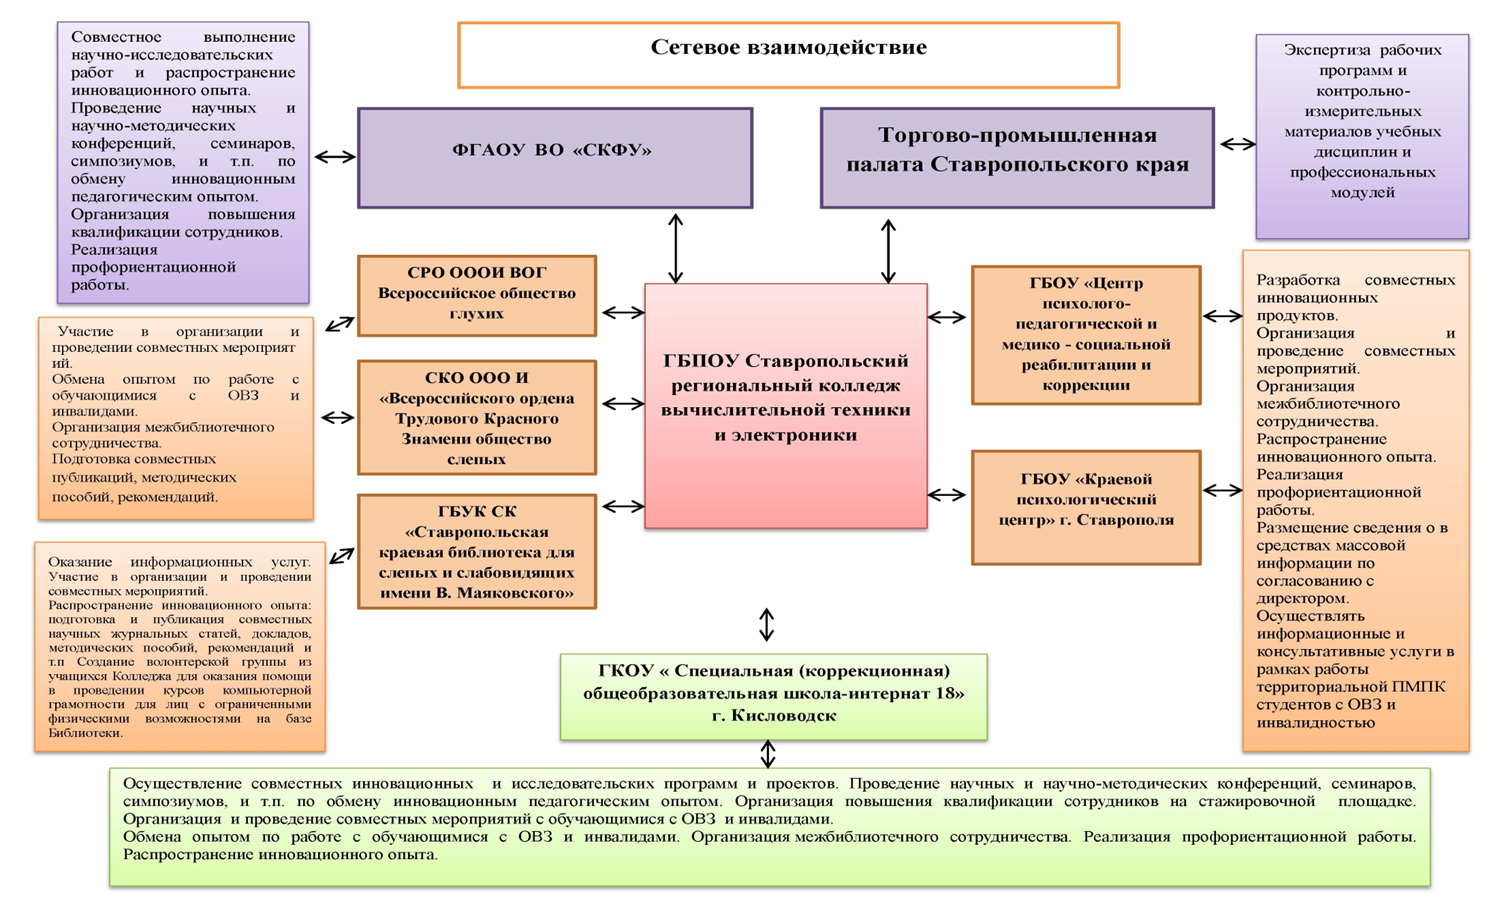 Сетевое взаимодействие
Совместное выполнение
научно-исследовательских
работ и распространение
инновационного опыта.
Проведение научных и
научно-методических
конференций, семинаров,
симпозиумов, и т.п. по
обмену инновационным
педагогическим опытом.
Организация повышения
квалификации сотрудников.
Реализация
профориентационной
работы.
ФГАОУ ВО «СКФУ»
Торгово-промышленная
палата Ставропольского края
Экспертиза рабочих
программ и
контрольно-
измерительных
материалов учебных
дисциплин и
профессиональных
модулей
СРО ОООИ ВОГ
Всероссийское общество
глухих
Участие в организации и
проведении совместных мероприят
ий.
Обмена опытом по работе с
обучающимися с ОВЗ и
инвалидами.
Организация межбиблиотечного
сотрудничества.
Подготовка совместных
публикаций, методических
пособий, рекомендаций.
СКО ООО И
«Всероссийского ордена
Трудового Красного
Знамени общество
слепых
ГБУК СК
«Ставропольская
краевая библиотека для
слепых и слабовидящих
имени В. Маяковского»
Оказание информационных услуг.
Участие в организации и проведении
совместных мероприятий.
Распространение инновационного опыта:
подготовка и публикация совместных
научных журнальных статей, докладов,
методических пособий, рекомендаций и
т.п Создание волонтерской группы из
учащихся Колледжа для оказания помощи
в проведении курсов компьютерной
грамотности для лиц с ограниченными
физическими возможностями на базе
Библиотеки.
ГБПОУ Ставропольский
региональный колледж
вычислительной техники
и электроники
ГБОУ «Центр
психолого-
педагогической и
медико - социальной
реабилитации и
коррекции
ГБОУ «Краевой
психологический
центр» г. Ставрополя
Разработка совместных
инновационных
продуктов.
Организация и
проведение совместных
мероприятий.
Организация
межбиблиотечного
сотрудничества.
Распространение
инновационного опыта.
Реализация
профориентационной
работы.
Размещение сведения о в
средствах массовой
информации по
согласованию с
директором.
Осуществлять
информационные и
консультативные услуги в
рамках работы
территориальной ПМПК
студентов с ОВЗ и
инвалидностью
ГКОУ « Специальная (коррекционная)
общеобразовательная школа-интернат 18»
г. Кисловодск
Осуществление совместных инновационных и исследовательских программ и проектов. Проведение научных и научно-методических конференций, семинаров,
симпозиумов, и т.п. по обмену инновационным педагогическим опытом. Организация повышения квалификации сотрудников на стажировочной площадке.
Организация и проведение совместных мероприятий с обучающимися с ОВЗ и инвалидами.
Обмена опытом по работе с обучающимися с ОВЗ и инвалидами. Организация межбиблиотечного сотрудничества. Реализация профориентационной работы.
Распространение инновационного опыта.